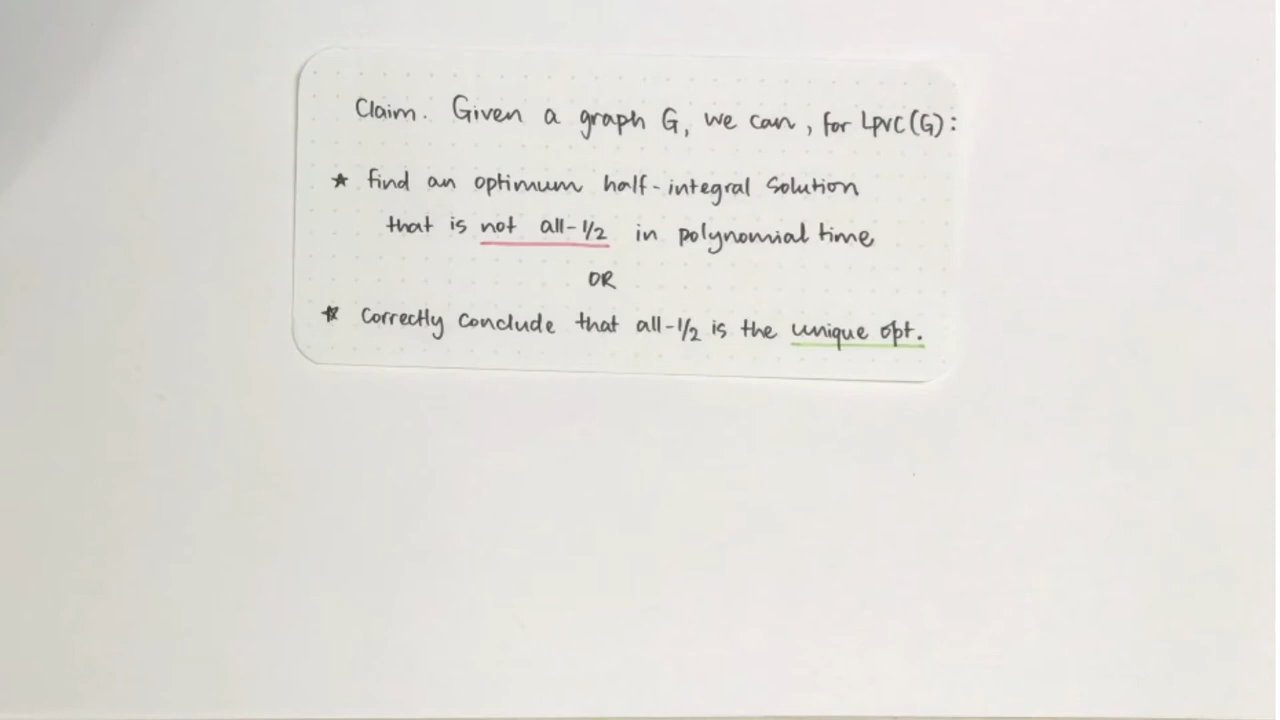 Claim. Given a graph G, we can, for LPVC(G):
★ find an optimum half-integral solution
that is not all-1/2 in polynomial time
OR
★ Correctly conclude that all-1/2 is the unique opt.